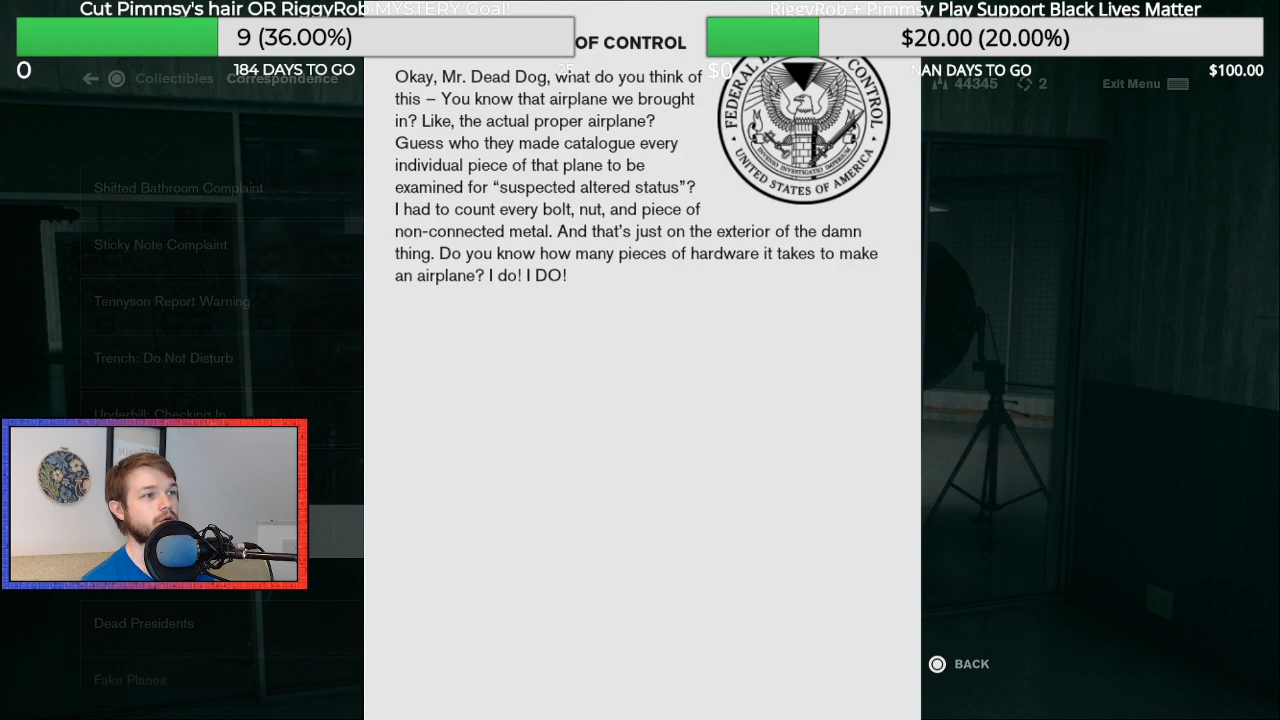 Cut Pimmsy's hair OR RiggyRob MYSTERY Goal!
9 (36.00%)
0
184 DAYS TO GO
25
RiggyRob + Pimmsy Play Support Black Lives Matter
$20.00 (20.00%)
$0
NAN DAYS TO GO
$100.00
Collectibles
Correspondence
44345
2
Exit Menu
Shifted Bathroom Complaint
Sticky Note Complaint
Tennyson Report Warning
Trench: Do Not Disturb
Underhill: Checking In
Dead Presidents
Fake Planes
OF CONTROL
Okay, Mr. Dead Dog, what do you think of
this – You know that airplane we brought
in? Like, the actual proper airplane?
Guess who they made catalogue every
individual piece of that plane to be
examined for “suspected altered status”?
I had to count every bolt, nut, and piece of
non-connected metal. And that’s just on the exterior of the damn
thing. Do you know how many pieces of hardware it takes to make
an airplane? I do! I DO!
FEDERAL B CONTROL
INVENIO INVESTIGATIO IMPERIUM
UNITED STATES OF AMERICA
BACK